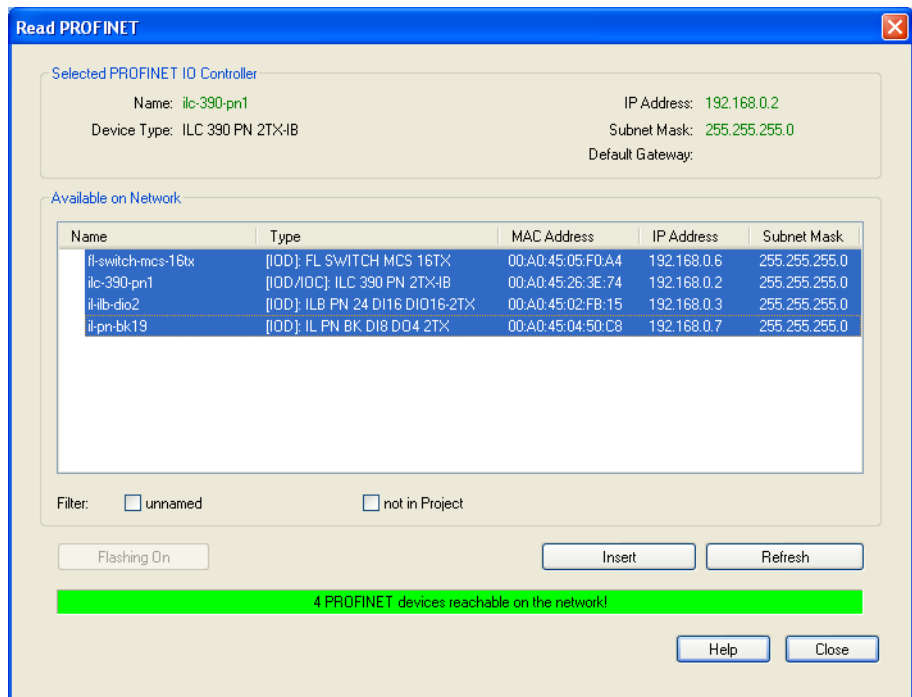 Read PROFINET
Selected PROFINET IO Controller
Name: ilc-390-pn1 IP Address: 192.168.0.2
Device Type: ILC 390 PN 2TX-IB Subnet Mask: 255.255.255.0
Default Gateway:
Available on Network
Name Type MAC Address IP Address Subnet Mask
fl-switch-mcs-16tx [IOD]: FL SWITCH MCS 16TX 00:A0:45:05:F0:A4 192.168.0.6 255.255.255.0
ilc-390-pn1 [IOD/IOC]: ILC 390 PN 2TX-IB 00:A0:45:26:3E:74 192.168.0.2 255.255.255.0
il-ilb-dio2 [IOD]: ILB PN 24 DI16 DIO16-2TX 00:A0:45:02:FB:15 192.168.0.3 255.255.255.0
il-pn-bk19 [IOD]: IL PN BK DI8 DO4 2TX 00:A0:45:04:50:C8 192.168.0.7 255.255.255.0
Filter: unnamed not in Project
Flashing On Insert Refresh
4 PROFINET devices reachable on the network!
Help Close